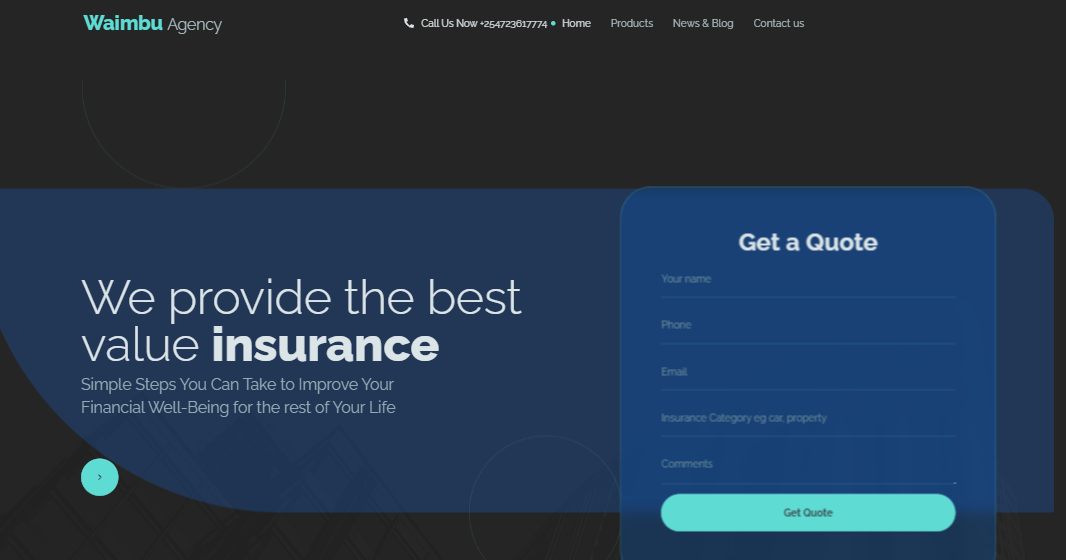 Waimbu Agency
Call Us Now +254723617774 Home Products News & Blog Contact us
Get a Quote
Your name
We provide the best
value insurance
Simple Steps You Can Take to Improve Your
Financial Well-Being for the rest of Your Life
Phone
Email
Insurance Category eg car, property
Comments
Get Quote